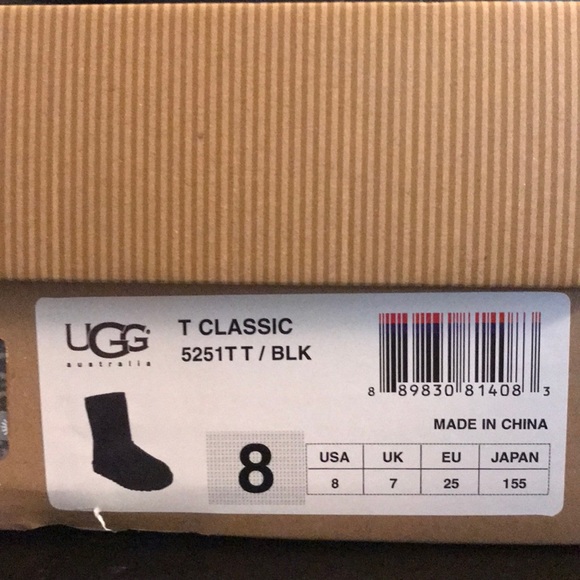 UGG®
australia
T CLASSIC
5251T T / BLK
8 89830 81408 3
MADE IN CHINA
8
USA UK EU JAPAN
8 7 25 155